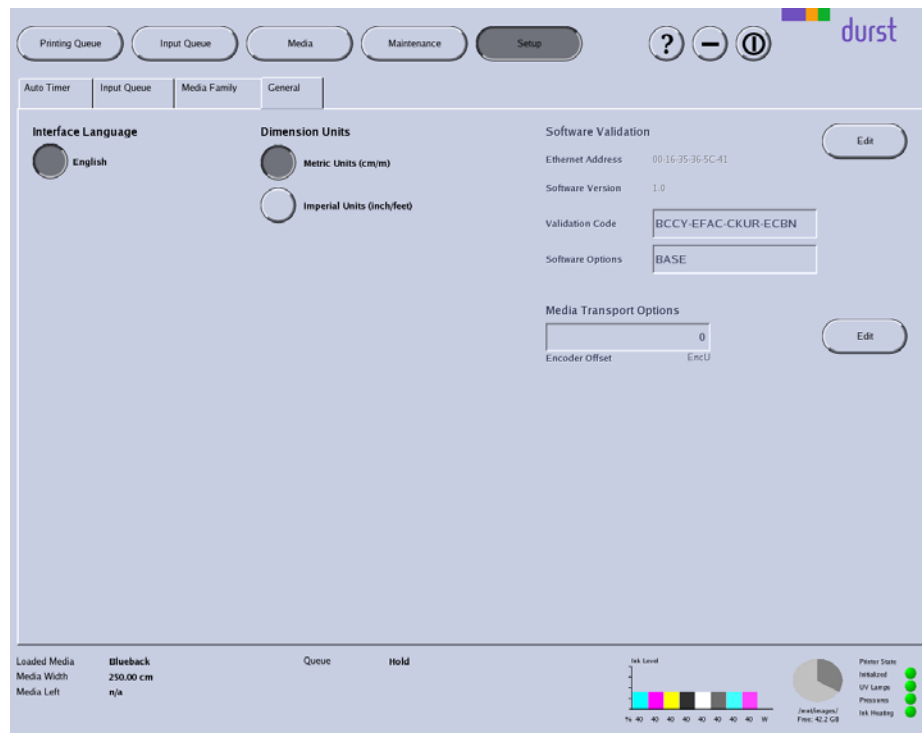 Printing Queue Input Queue Media Maintenance Setup ? durst
Auto Timer Input Queue Media Family General
Interface Language
English
Dimension Units
Metric Units (cm/m)
Imperial Units (inch/feet)
Software Validation
Edit
Ethernet Address 00-16-35-36-5C-41
Software Version 1.0
Validation Code BCCY-EFAC-CKUR-ECBN
Software Options BASE
Media Transport Options
0
Edit
Encoder Offset EncU
Loaded Media Blueback
Media Width 250.00 cm
Media Left n/a
Queue Hold
Ink Level
% 40 40 40 40 40 40 40 40 W
/mnt/images/
Free: 42.2 GB
Printer State
Initialized
UV Lamps
Pressures
Ink Heating